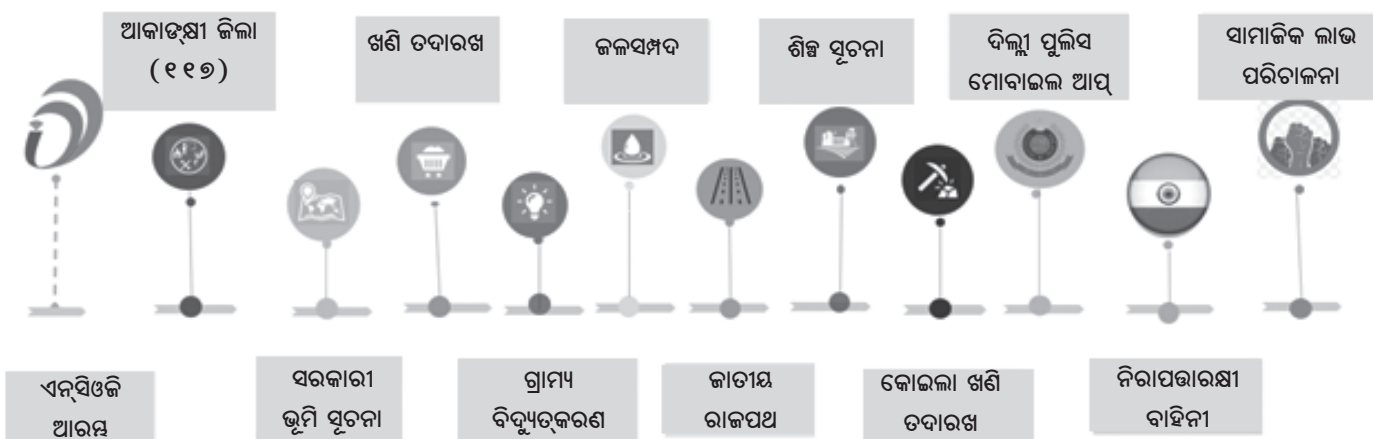 ଆକାଙ୍‌କ୍ଷୀ ଜିଲା
(୧୧୭)
ଖଣି ତଦାରଖ
ଜଳସମ୍ପଦ
ଶିଳ୍ପ ସୂଚନା
ଦିଲ୍ଲୀ ପୁଲିସ
ମୋବାଇଲ ଆପ୍
ସାମାଜିକ ଲାଭ
ପରିଚାଳନା
ଏନ୍‌ସିଓଜି
ଆରମ୍ଭ
ସରକାରୀ
ଭୂମି ସୂଚନା
ଗ୍ରାମ୍ୟ
ବିଦ୍ୟୁତ୍‌କରଣ
ଜାତୀୟ
ରାଜପଥ
କୋଇଲା ଖଣି
ତଦାରଖ
ନିରାପତ୍ତାରକ୍ଷୀ
ବାହିନୀ